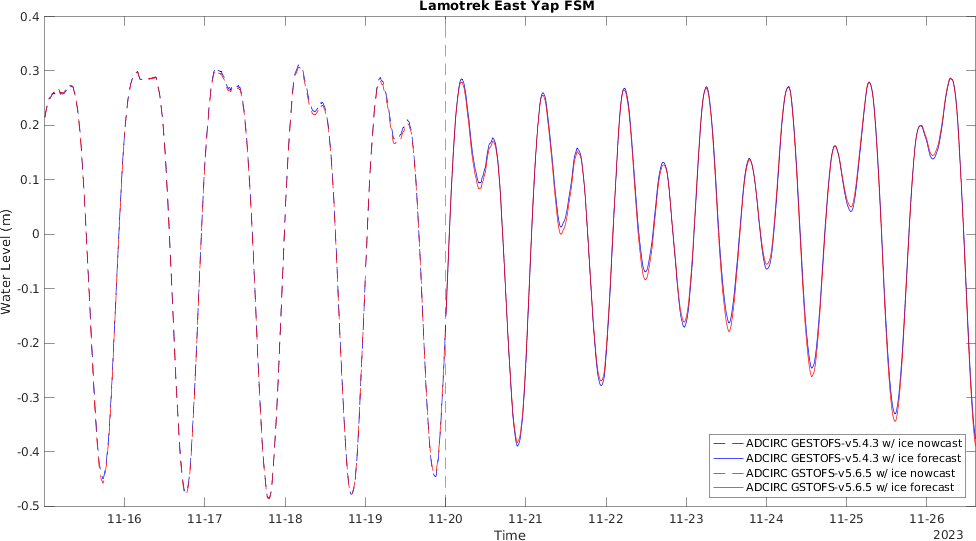 Lamotrek East Yap FSM
0.4
0.3
0.2
0.1
0
-0.1
-0.2
-0.3
-0.4
-0.5
Water Level (m)
ADCIRC GESTOFS-v5.4.3 w/ ice nowcast
ADCIRC GESTOFS-v5.4.3 w/ ice forecast
ADCIRC GSTOFS-v5.6.5 w/ ice nowcast
ADCIRC GSTOFS-v5.6.5 w/ ice forecast
11-16 11-17 11-18 11-19 11-20 11-21 11-22 11-23 11-24 11-25 11-26
Time
2023